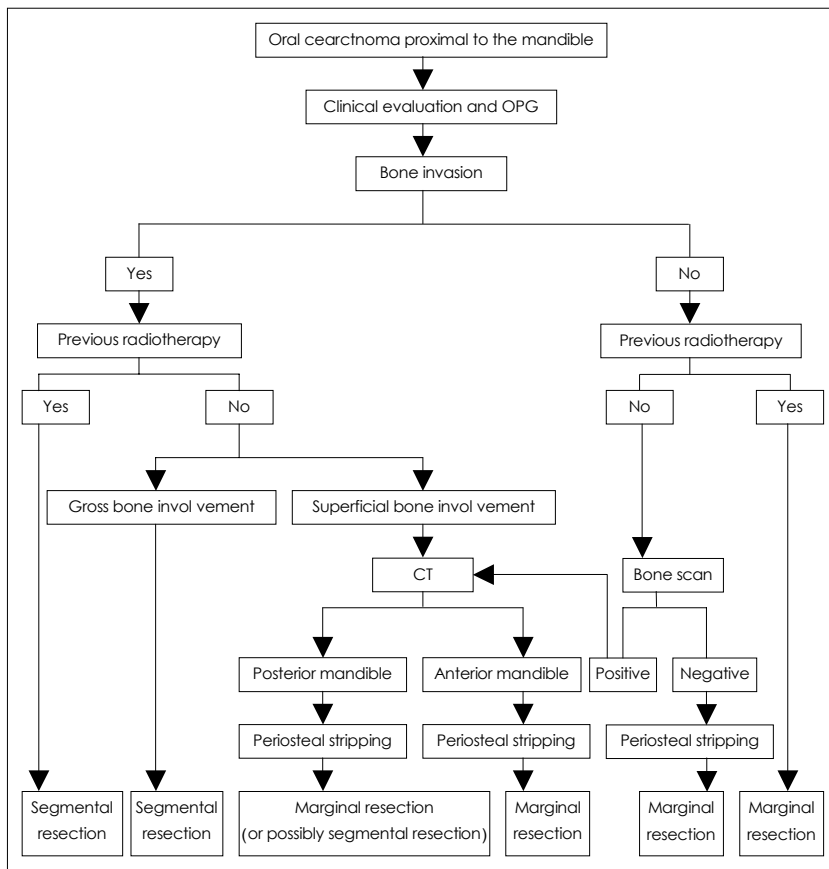 Oral cearctnoma proximal to the mandible
Clinical evaluation and OPG
Bone invasion
Yes
No
Previous radiotherapy
Previous radiotherapy
Yes
No
No
Yes
Gross bone invol vement
Superficial bone invol vement
CT
Bone scan
Posterior mandible
Anterior mandible
Positive
Negative
Periosteal stripping
Periosteal stripping
Periosteal stripping
Segmental
resection
Segmental
resection
Marginal resection
(or possibly segmental resection)
Marginal
resection
Marginal
resection
Marginal
resection